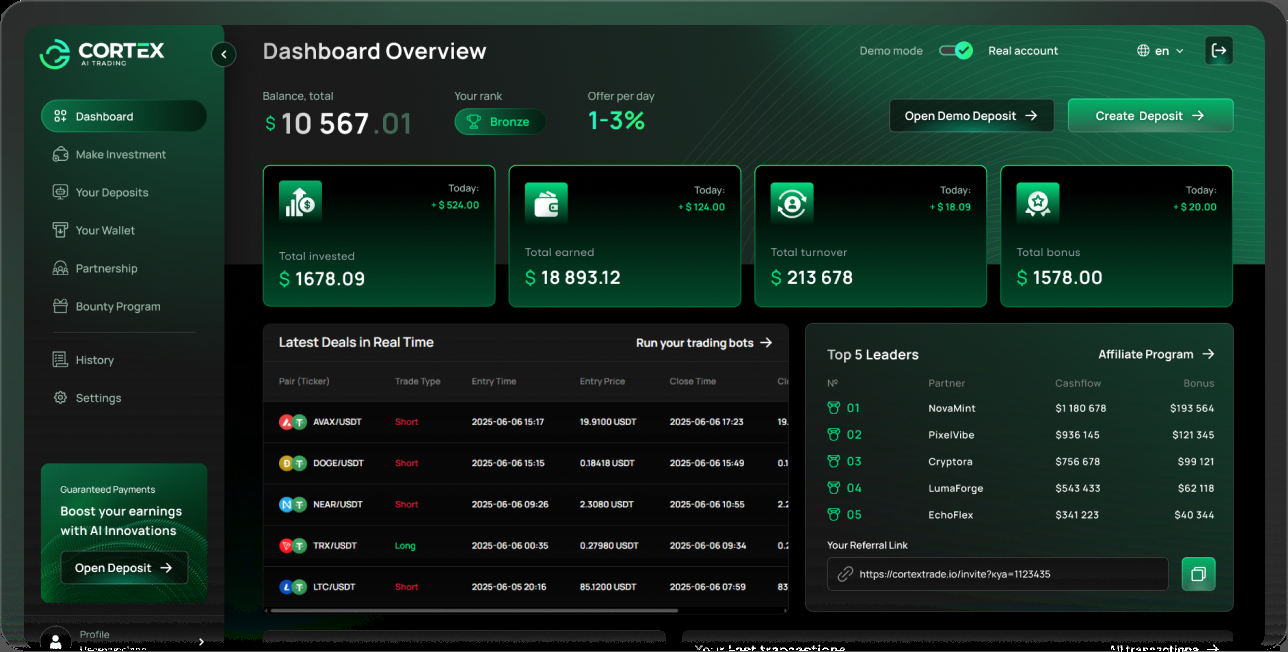 CORTEX
AI TRADING
Dashboard
Make Investment
Your Deposits
Your Wallet
Partnership
Bounty Program
History
Settings
Guaranteed Payments
Boost your earnings
with AI Innovations
Open Deposit
Profile
Dashboard Overview
Demo mode Real account en
Balance, total
$ 10 567.01
Your rank
Bronze
Offer per day
1-3%
Open Demo Deposit
Create Deposit
Today:
+ $ 524.00
Total invested
$ 1678.09
Today:
+ $ 124.00
Total earned
$ 18 893.12
Today:
+ $ 18.09
Total turnover
$ 213 678
Today:
+ $ 20.00
Total bonus
$ 1578.00
Latest Deals in Real Time Run your trading bots
Pair (Ticker) Trade Type Entry Time Entry Price Close Time Cl
AVAX/USDT Short 2025-06-06 15:17 19.9100 USDT 2025-06-06 17:23 19.
DOGE/USDT Short 2025-06-06 15:15 0.18418 USDT 2025-06-06 15:49 0.1
NEAR/USDT Short 2025-06-06 09:26 2.3080 USDT 2025-06-06 10:55 2.2
TRX/USDT Long 2025-06-06 00:35 0.27980 USDT 2025-06-06 09:34 0.2
LTC/USDT Short 2025-06-05 20:16 85.1200 USDT 2025-06-06 07:59 83
Top 5 Leaders Affiliate Program
№ Partner Cashflow Bonus
01 NovaMint $1 180 678 $193 564
02 PixelVibe $936 145 $121 345
03 Cryptora $756 678 $99 121
04 LumaForge $543 433 $62 118
05 EchoFlex $341 223 $40 344
Your Referral Link
https://cortextrade.io/invite?кya=1123435
Your Last transactions All transactions